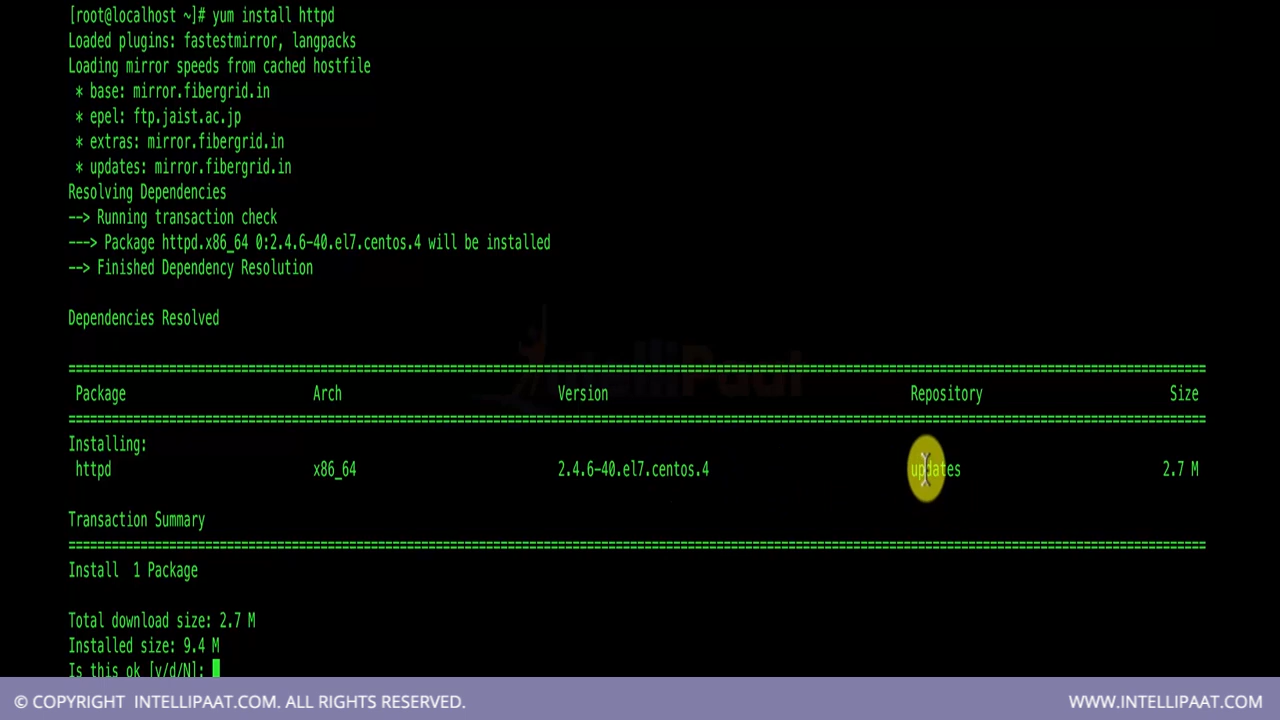 [root@localhost ~]# yum install httpd
Loaded plugins: fastestmirror, langpacks
Loading mirror speeds from cached hostfile
 * base: mirror.fibergrid.in
 * epel: ftp.jaist.ac.jp
 * extras: mirror.fibergrid.in
 * updates: mirror.fibergrid.in
Resolving Dependencies
--> Running transaction check
---> Package httpd.x86_64 0:2.4.6-40.el7.centos.4 will be installed
--> Finished Dependency Resolution
Dependencies Resolved
Package Arch Version Repository Size
Installing:
httpd x86_64 2.4.6-40.el7.centos.4 updates 2.7 M
Transaction Summary
Install 1 Package
Total download size: 2.7 M
Installed size: 9.4 M
Is this ok [y/d/N]:
IntelliPaat
© COPYRIGHT INTELLIPAAT.COM. ALL RIGHTS RESERVED. WWW.INTELLIPAAT.COM